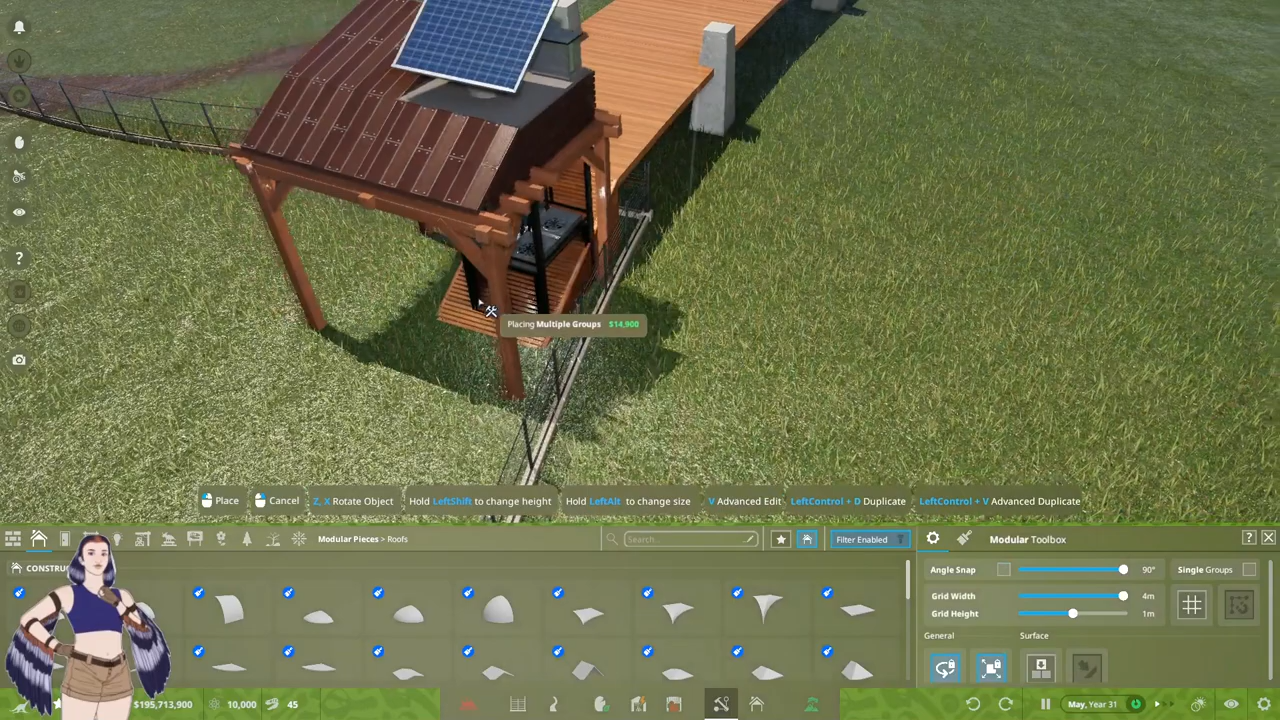 Placing Multiple Groups $14,900
Place
Cancel
Z, X Rotate Object
Hold LeftShift to change height
Hold LeftAlt to change size
V Advanced Edit
LeftControl + D Duplicate
LeftControl + V Advanced Duplicate
Modular Pieces > Roofs
Search...
Filter Enabled
Modular Toolbox
?
CONSTRUC
Angle Snap
90°
Single Groups
Grid Width
4m
Grid Height
1m
General
Surface
$195,713,900
10,000
45
May, Year 31
?